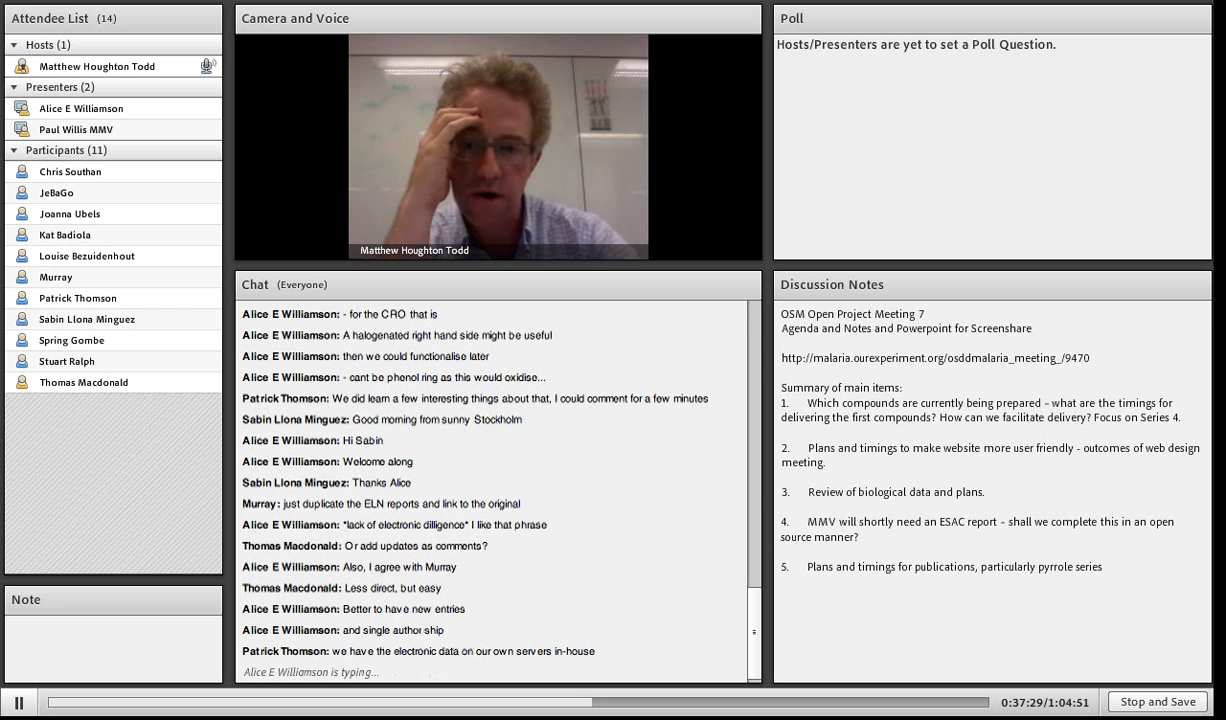 Attendee List (14)
Hosts (1)
Matthew Houghton Todd
Presenters (2)
Alice E Williamson
Paul Willis MMV
Participants (11)
Chris Southan
JeBaGo
Joanna Ubels
Kat Badiola
Louise Bezuidenhout
Murray
Patrick Thomson
Sabin Llona Minguez
Spring Gombe
Stuart Ralph
Thomas Macdonald
Note
Camera and Voice
Matthew Houghton Todd
Chat (Everyone)
Alice E Williamson: - for the CRO that is
Alice E Williamson: A halogenated right hand side might be useful
Alice E Williamson: then we could functionalise later
Alice E Williamson: - cant be phenol ring as this would oxidise...
Patrick Thomson: We did learn a few interesting things about that, I could comment for a few minutes
Sabin Llona Minguez: Good morning from sunny Stockholm
Alice E Williamson: Hi Sabin
Alice E Williamson: Welcome along
Sabin Llona Minguez: Thanks Alice
Murray: just duplicate the ELN reports and link to the original
Alice E Williamson: *lack of electronic dilligence* I like that phrase
Thomas Macdonald: Or add updates as comments?
Alice E Williamson: Also, I agree with Murray
Thomas Macdonald: Less direct, but easy
Alice E Williamson: Better to have new entries
Alice E Williamson: and single author ship
Patrick Thomson: we have the electronic data on our own servers in-house
Alice E Williamson is typing...
Poll
Hosts/Presenters are yet to set a Poll Question.
Discussion Notes
OSM Open Project Meeting 7
Agenda and Notes and Powerpoint for Screenshare
http://malaria.ourexperiment.org/osddmalaria_meeting_/9470
Summary of main items:
1. Which compounds are currently being prepared – what are the timings for
delivering the first compounds? How can we facilitate delivery? Focus on Series 4.
2. Plans and timings to make website more user friendly - outcomes of web design
meeting.
3. Review of biological data and plans.
4. MMV will shortly need an ESAC report – shall we complete this in an open
source manner?
5. Plans and timings for publications, particularly pyrrole series
0:37:29/1:04:51
Stop and Save